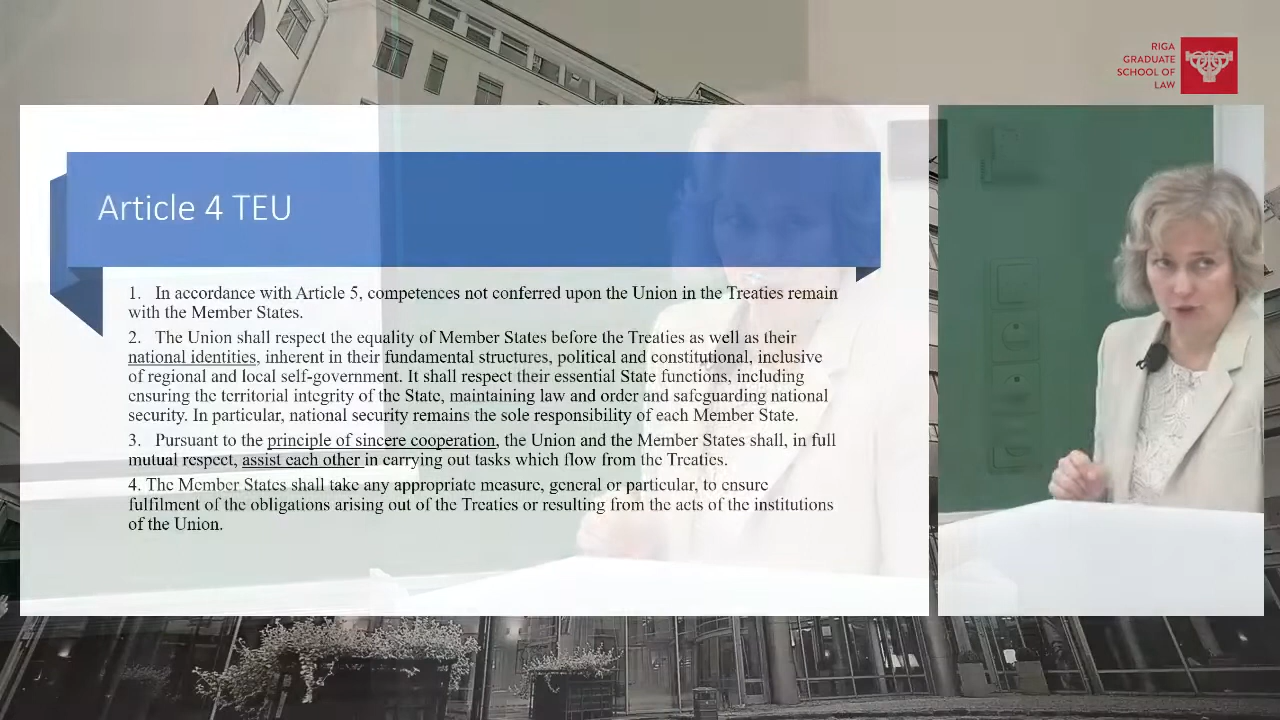 RIGA
GRADUATE
SCHOOL OF
LAW
Article 4 TEU
1. In accordance with Article 5, competences not conferred upon the Union in the Treaties remain
with the Member States.
2. The Union shall respect the equality of Member States before the Treaties as well as their
national identities, inherent in their fundamental structures, political and constitutional, inclusive
of regional and local self-government. It shall respect their essential State functions, including
ensuring the territorial integrity of the State, maintaining law and order and safeguarding national
security. In particular, national security remains the sole responsibility of each Member State.
3. Pursuant to the principle of sincere cooperation, the Union and the Member States shall, in full
mutual respect, assist each other in carrying out tasks which flow from the Treaties.
4. The Member States shall take any appropriate measure, general or particular, to ensure
fulfilment of the obligations arising out of the Treaties or resulting from the acts of the institutions
of the Union.